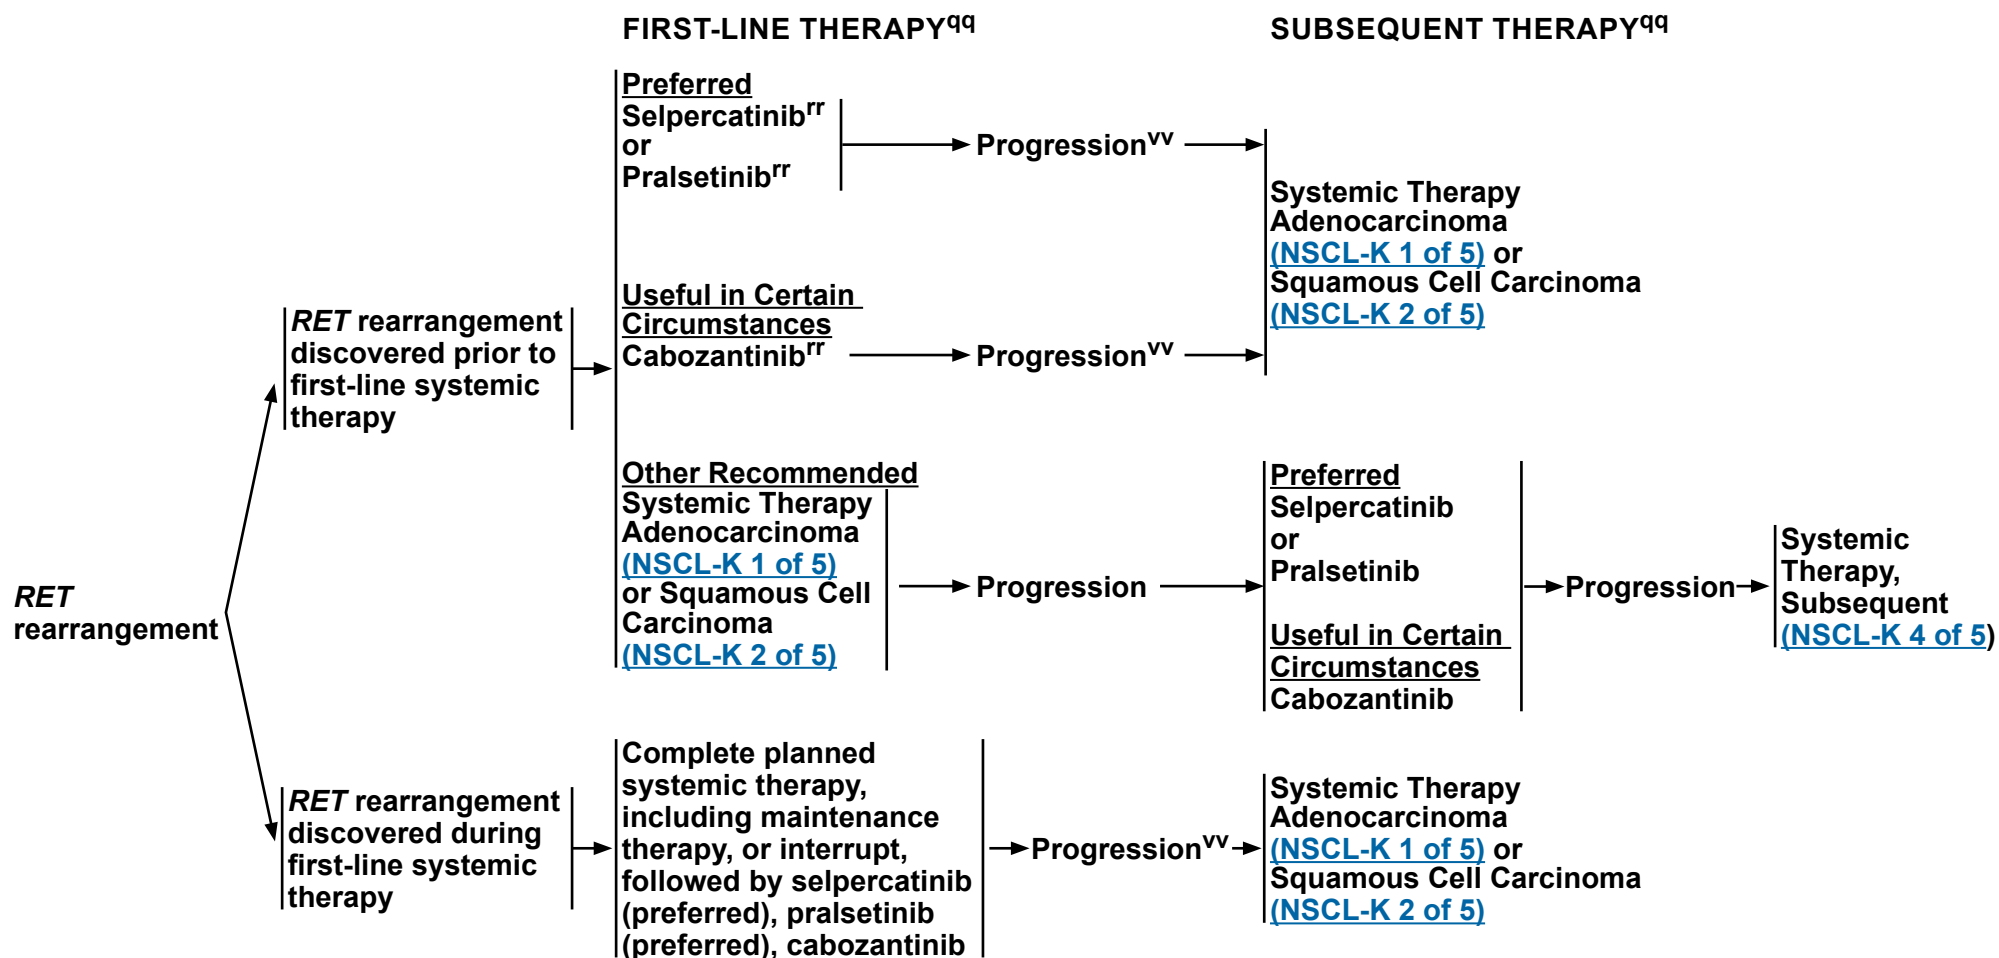 FIRST-LINE THERAPYqq
SUBSEQUENT THERAPYqq
RET
rearrangement
RET rearrangement
discovered prior to
first-line systemic
therapy
Preferred
Selpercatinibrr
or
Pralsetinibrr
Progressionvv
Useful in Certain
Circumstances
Cabozantinibrr
Progressionvv
Systemic Therapy
Adenocarcinoma
(NSCL-K 1 of 5) or
Squamous Cell Carcinoma
(NSCL-K 2 of 5)
Other Recommended
Systemic Therapy
Adenocarcinoma
(NSCL-K 1 of 5)
or Squamous Cell
Carcinoma
(NSCL-K 2 of 5)
Progression
Preferred
Selpercatinib
or
Pralsetinib
Useful in Certain
Circumstances
Cabozantinib
Progression
Systemic
Therapy,
Subsequent
(NSCL-K 4 of 5)
RET rearrangement
discovered during
first-line systemic
therapy
Complete planned
systemic therapy,
including maintenance
therapy, or interrupt,
followed by selpercatinib
(preferred), pralsetinib
(preferred), cabozantinib
Progressionvv
Systemic Therapy
Adenocarcinoma
(NSCL-K 1 of 5) or
Squamous Cell Carcinoma
(NSCL-K 2 of 5)